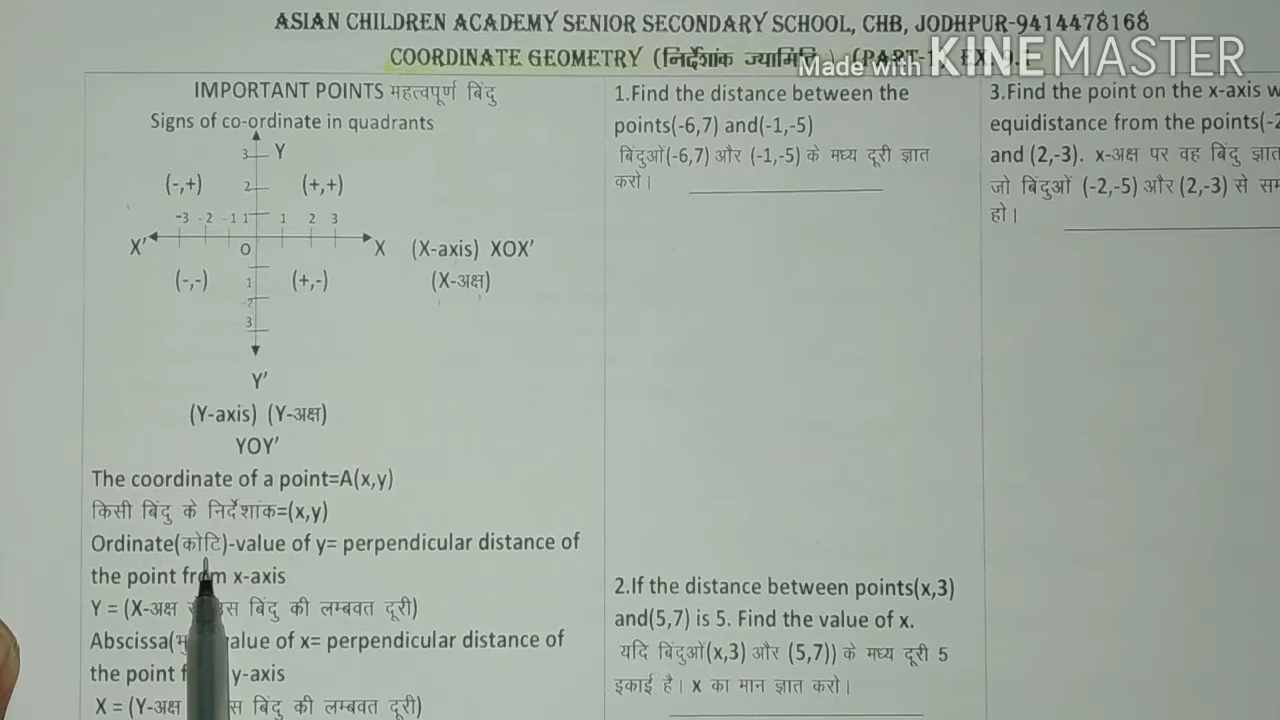 ASIAN CHILDREN ACADEMY SENIOR SECONDARY SCHOOL, CHB, JODHPUR-9414478168
COORDINATE GEOMETRY (निर्देशांक ज्यामिति
Made with KINEMASTER
IMPORTANT POINTS महत्वपूर्ण बिंदु
Signs of co-ordinate in quadrants
3 Y
(-,+) 2 (+,+)
-3 -2 -1 1 1 2 3
X' O X (X-axis) XOX'
(-,-) 1 (+,-) (X-अक्ष)
2
3
Y'
(Y-axis) (Y-अक्ष)
YOY'
The coordinate of a point=A(x,y)
किसी बिंदु के निर्देशांक=(x,y)
Ordinate(कोटि)-value of y= perpendicular distance of
the point from x-axis
Y = (X-अक्ष उस बिंदु की लम्बवत दूरी)
Abscissa( value of x= perpendicular distance of
the point y-axis
X = (Y-अक्ष बिंदु की लम्बवत दूरी)
1.Find the distance between the
points(-6,7) and(-1,-5)
बिंदुओं(-6,7) और (-1,-5) के मध्य दूरी ज्ञात
करो।
2.If the distance between points(x,3)
and(5,7) is 5. Find the value of x.
यदि बिंदुओं(x,3) और (5,7)) के मध्य दूरी 5
इकाई है। x का मान ज्ञात करो।
3.Find the point on the x-axis
equidistance from the points(-2
and (2,-3). x-अक्ष पर वह बिंदु ज्ञात
जो बिंदुओं (-2,-5) और (2,-3) से
हो।